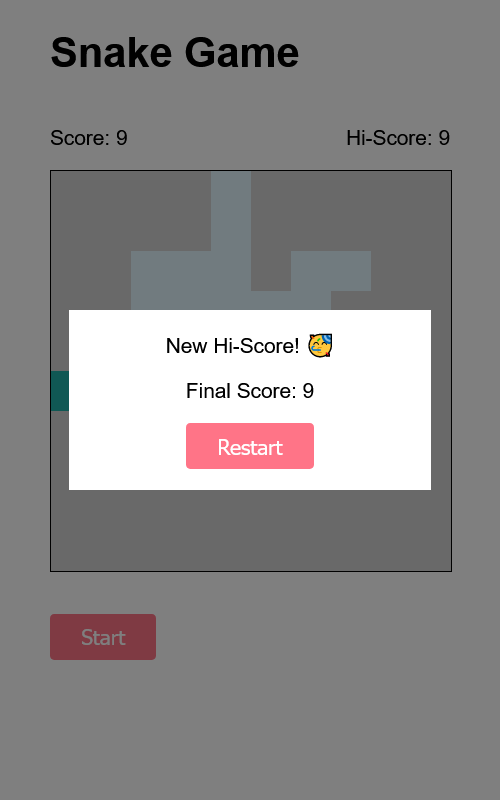 Snake Game
Score: 9
Hi-Score: 9
New Hi-Score! 🥳
Final Score: 9
Restart
Start